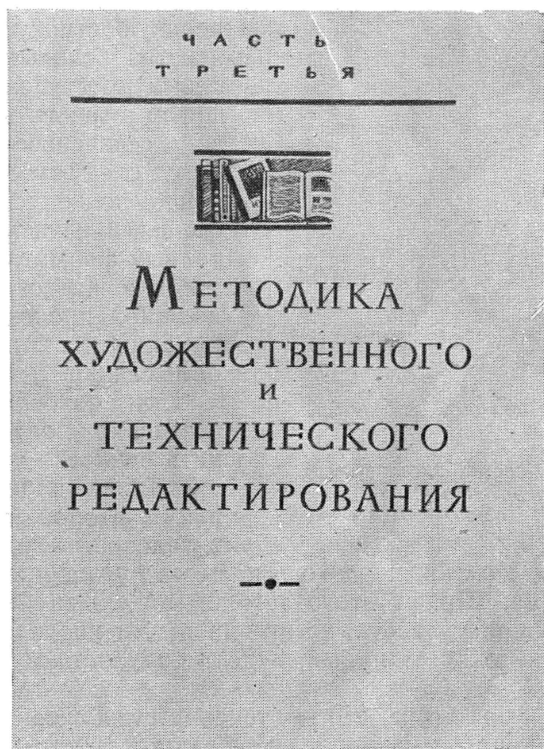 ЧАСТЬ
ТРЕТЬЯ
МЕТОДИКА
ХУДОЖЕСТВЕННОГО
И
ТЕХНИЧЕСКОГО
РЕДАКТИРОВАНИЯ